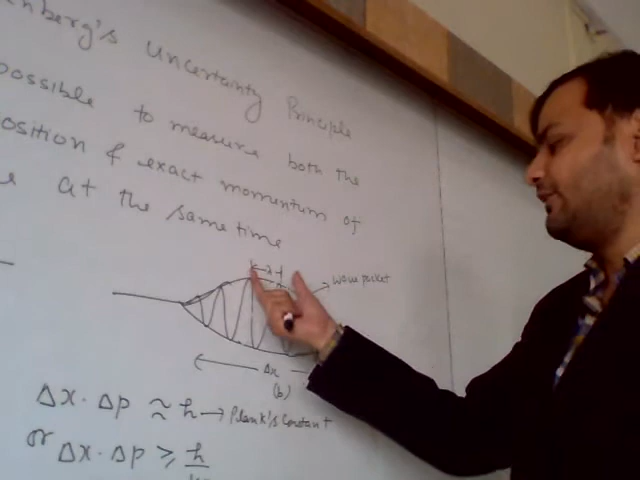 nberg's Uncertainty Principle
possible to measure both the
osition & exact momentum of
e at the same time
λ
wave packet
Δx
(b)
Δx · Δp ≈ h → Plank's Constant
or Δx · Δp ≥ h